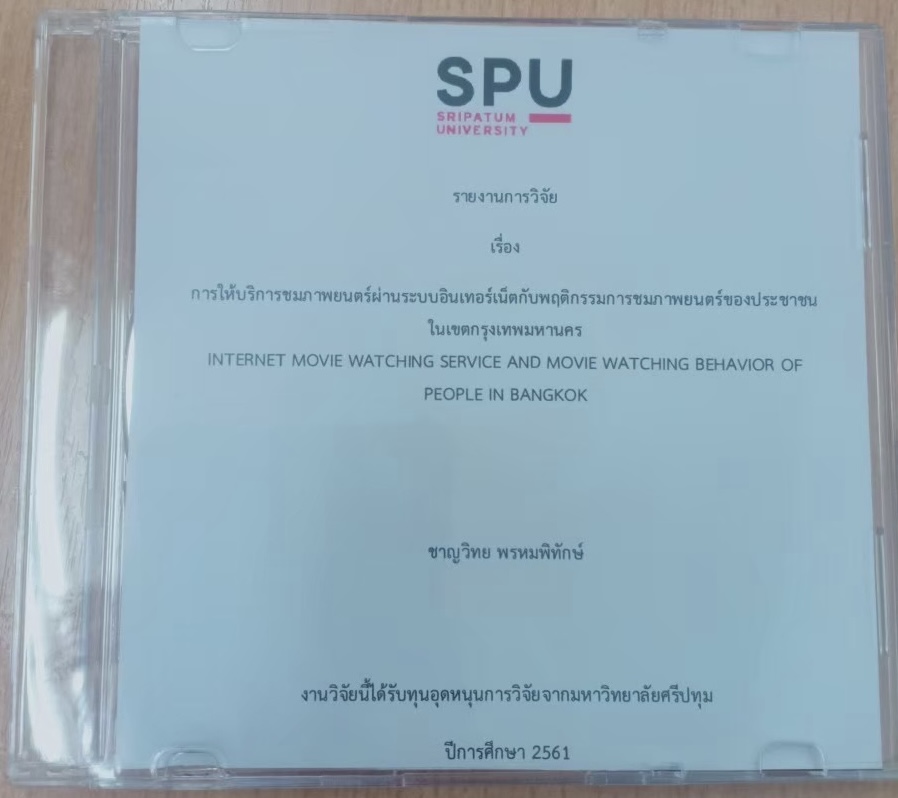 SPU
SRIPATUM
UNIVERSITY
รายงานการวิจัย
เรื่อง
การให้บริการชมภาพยนตร์ผ่านระบบอินเทอร์เน็ตกับพฤติกรรมการชมภาพยนตร์ของประชาชน
ในเขตกรุงเทพมหานคร
INTERNET MOVIE WATCHING SERVICE AND MOVIE WATCHING BEHAVIOR OF
PEOPLE IN BANGKOK
ชาญวิทย พรหมพิทักษ์
งานวิจัยนี้ได้รับทุนอุดหนุนการวิจัยจากมหาวิทยาลัยศรีปทุม
ปีการศึกษา 2561